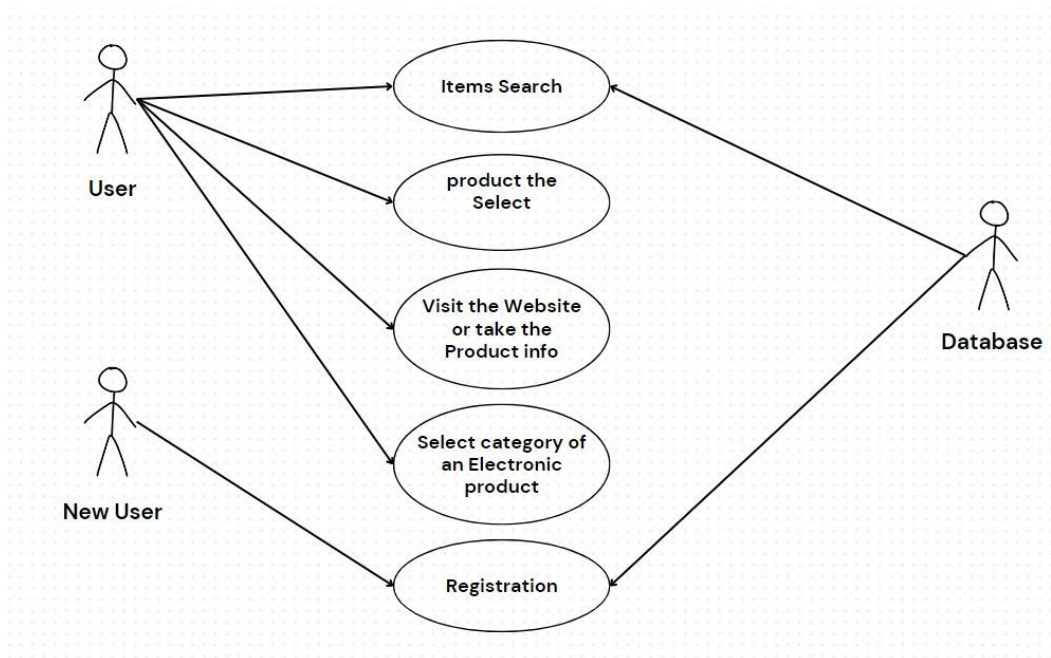 Items Search
User
product the
Select
Visit the Website
or take the
Product info
Database
Select category of
an Electronic
product
New User
Registration